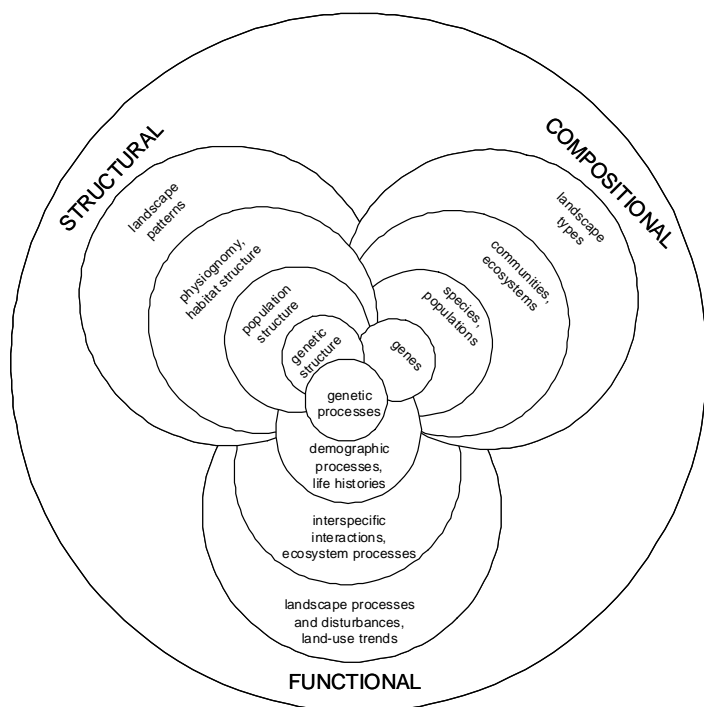 STRUCTURAL
COMPOSITIONAL
landscape
patterns
physiognomy,
habitat structure
population
structure
genetic
structure
landscape
types
communities,
ecosystems
species,
populations
genes
genetic
processes
demographic
processes,
life histories
interspecific
interactions,
ecosystem processes
landscape processes
and disturbances,
land-use trends
FUNCTIONAL